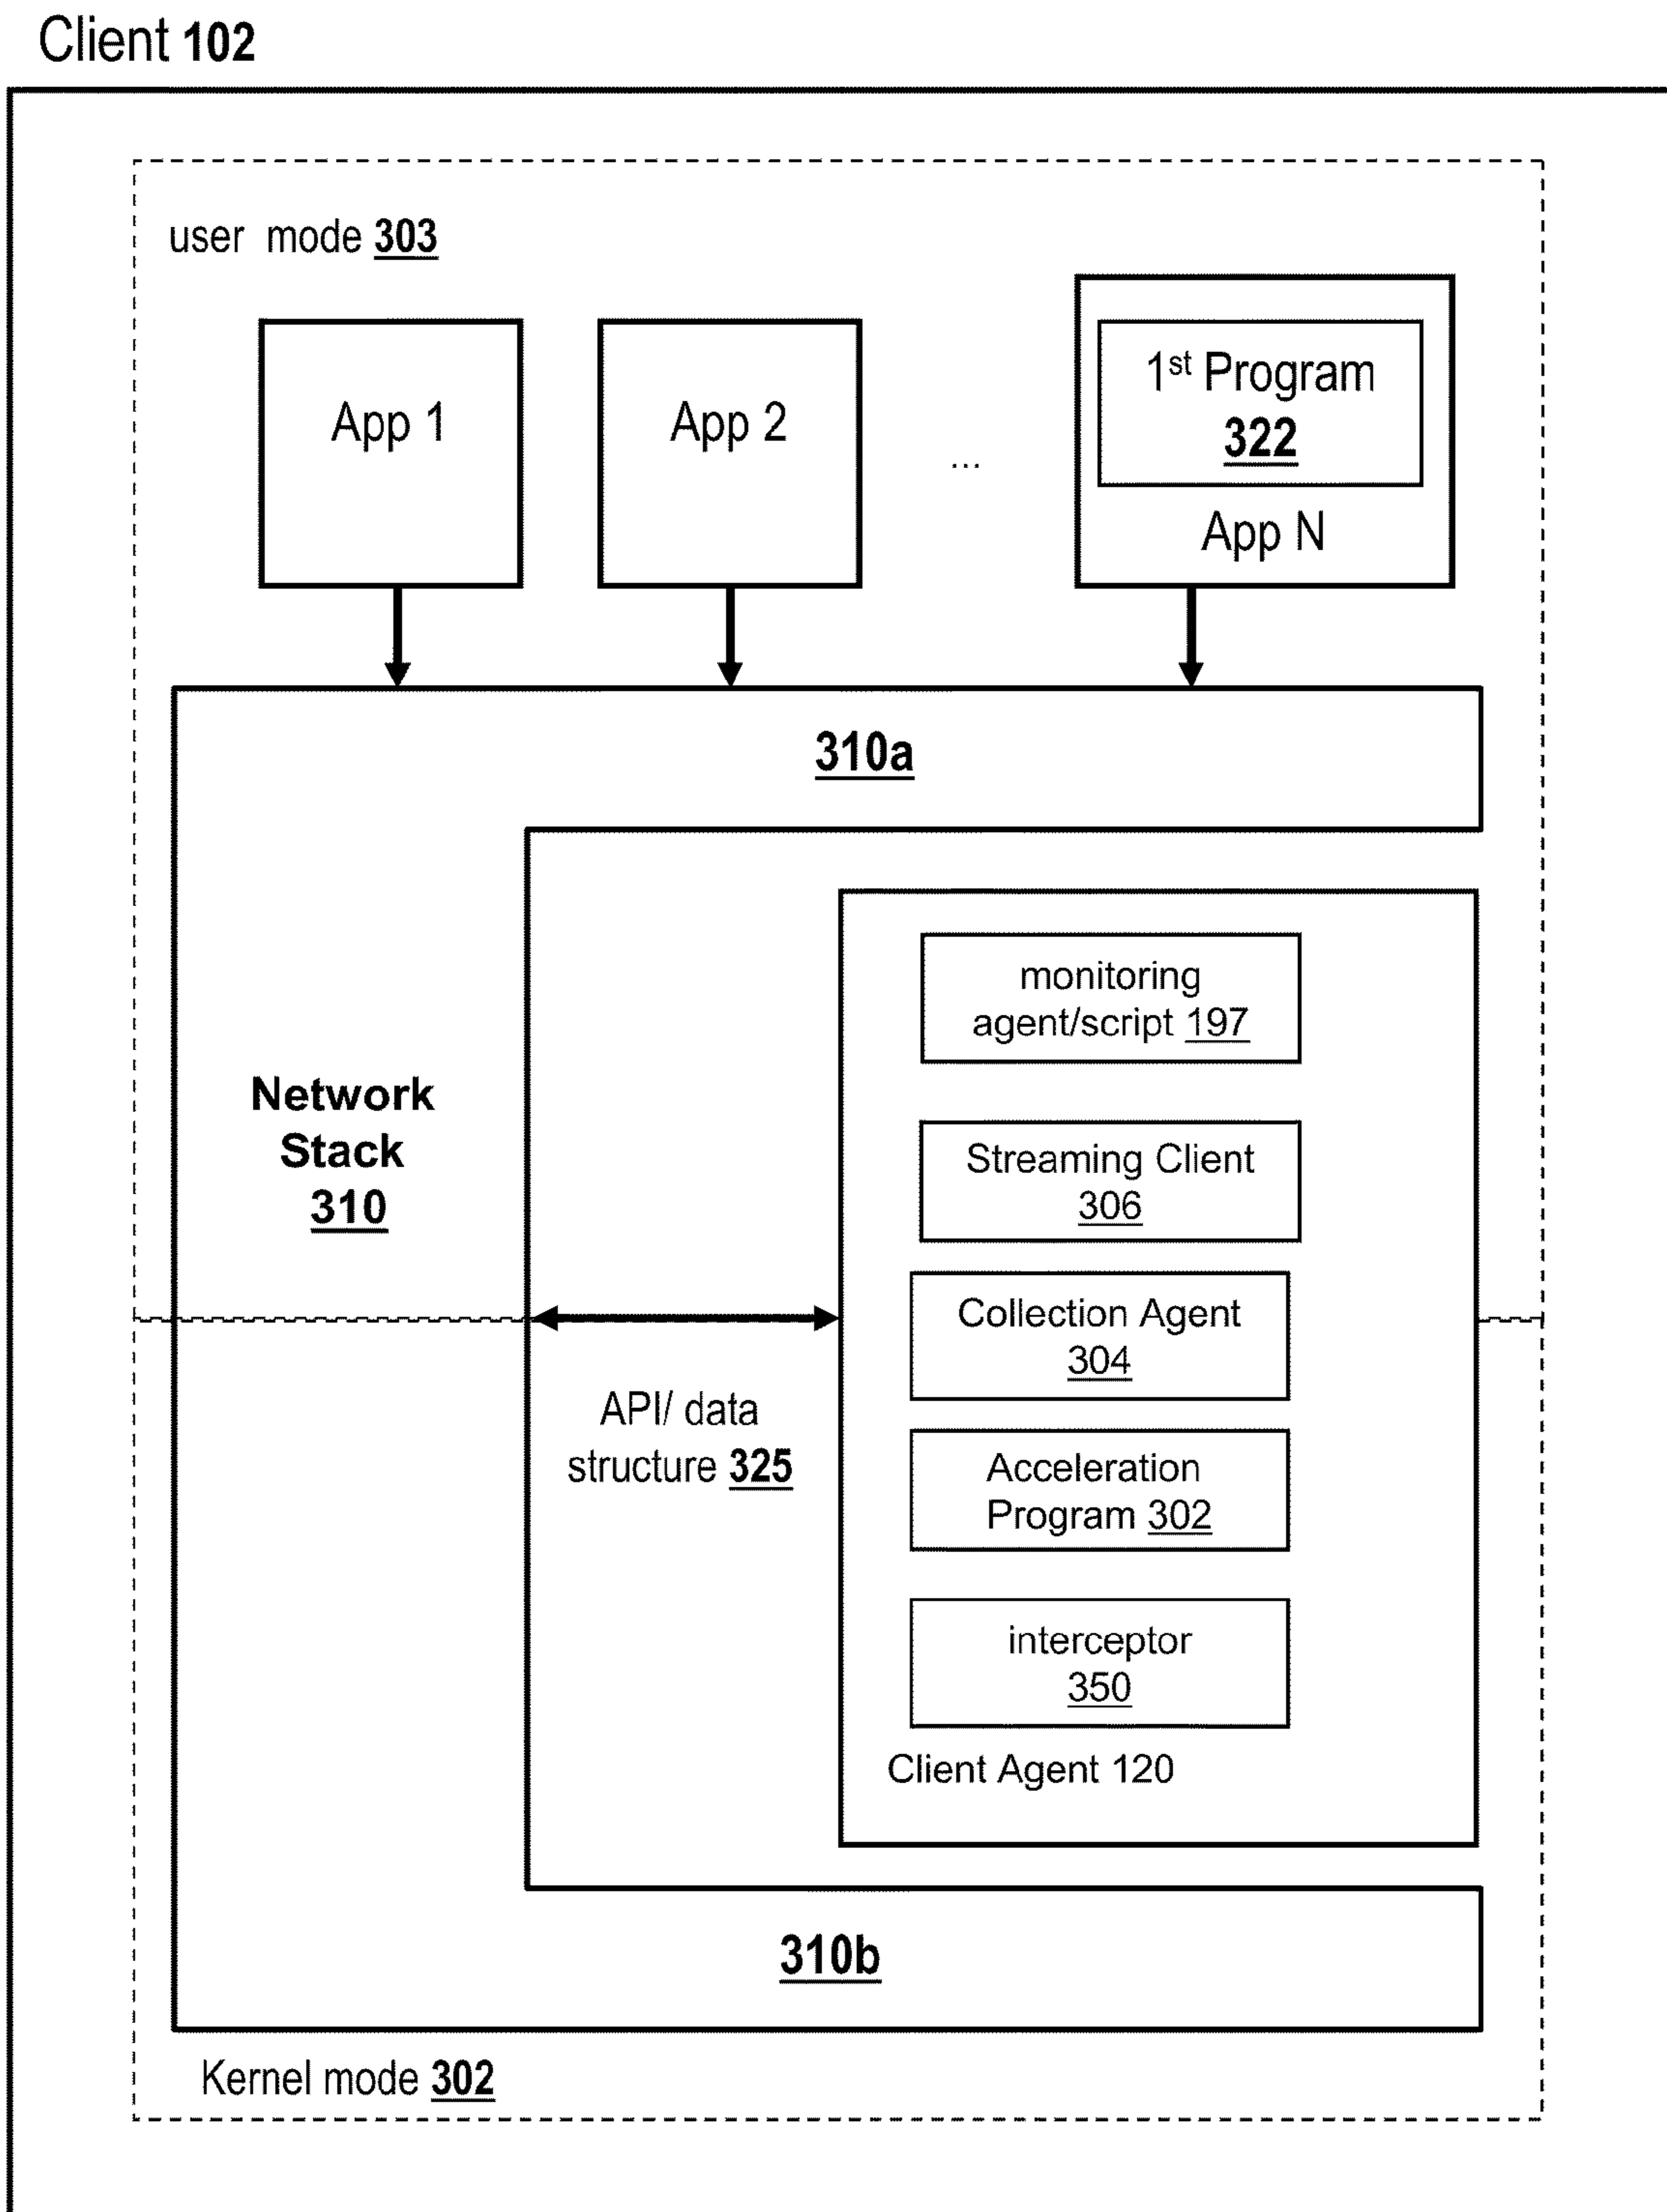 Client 102
user mode 303
App 1
App 2
...
1st Program
322
App N
310a
Network
Stack
310
monitoring
agent/script 197
Streaming Client
306
Collection Agent
304
API/ data
structure 325
Acceleration
Program 302
interceptor
350
Client Agent 120
310b
Kernel mode 302